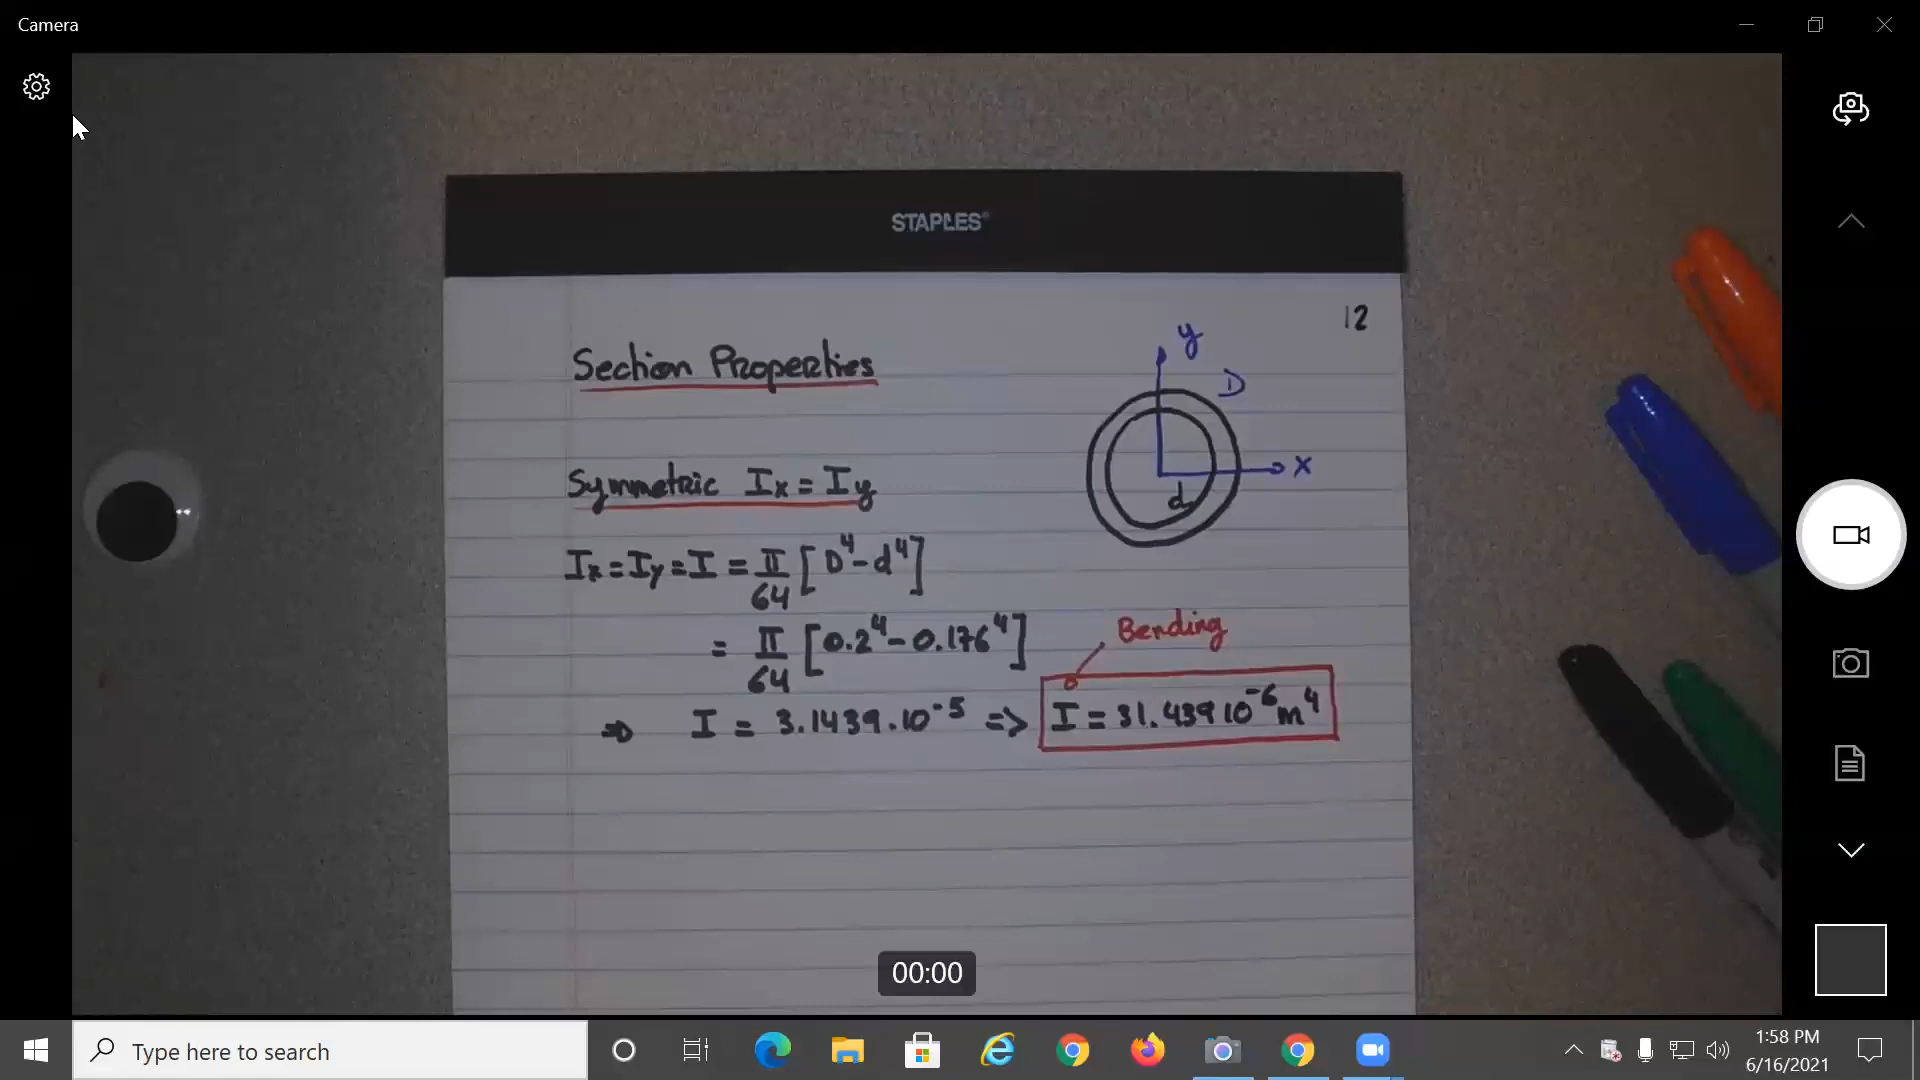 Camera
STAPLES
12
Section Properties
y
D
x
d
Symmetric Ix = Iy
Ix = Iy = I = π/64 [D⁴ - d⁴]
= π/64 [0.2⁴ - 0.176⁴]
Bending
⇒ I = 3.1439.10⁻⁵ => I = 31.439 10⁻⁶ m⁴
00:00
Type here to search
1:58 PM
6/16/2021